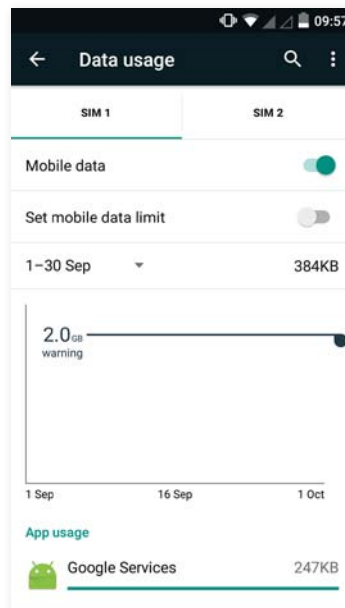 09:57
Data usage
SIM 1 SIM 2
Mobile data
Set mobile data limit
1–30 Sep 384KB
2.0GB
warning
1 Sep 16 Sep 1 Oct
App usage
Google Services 247KB